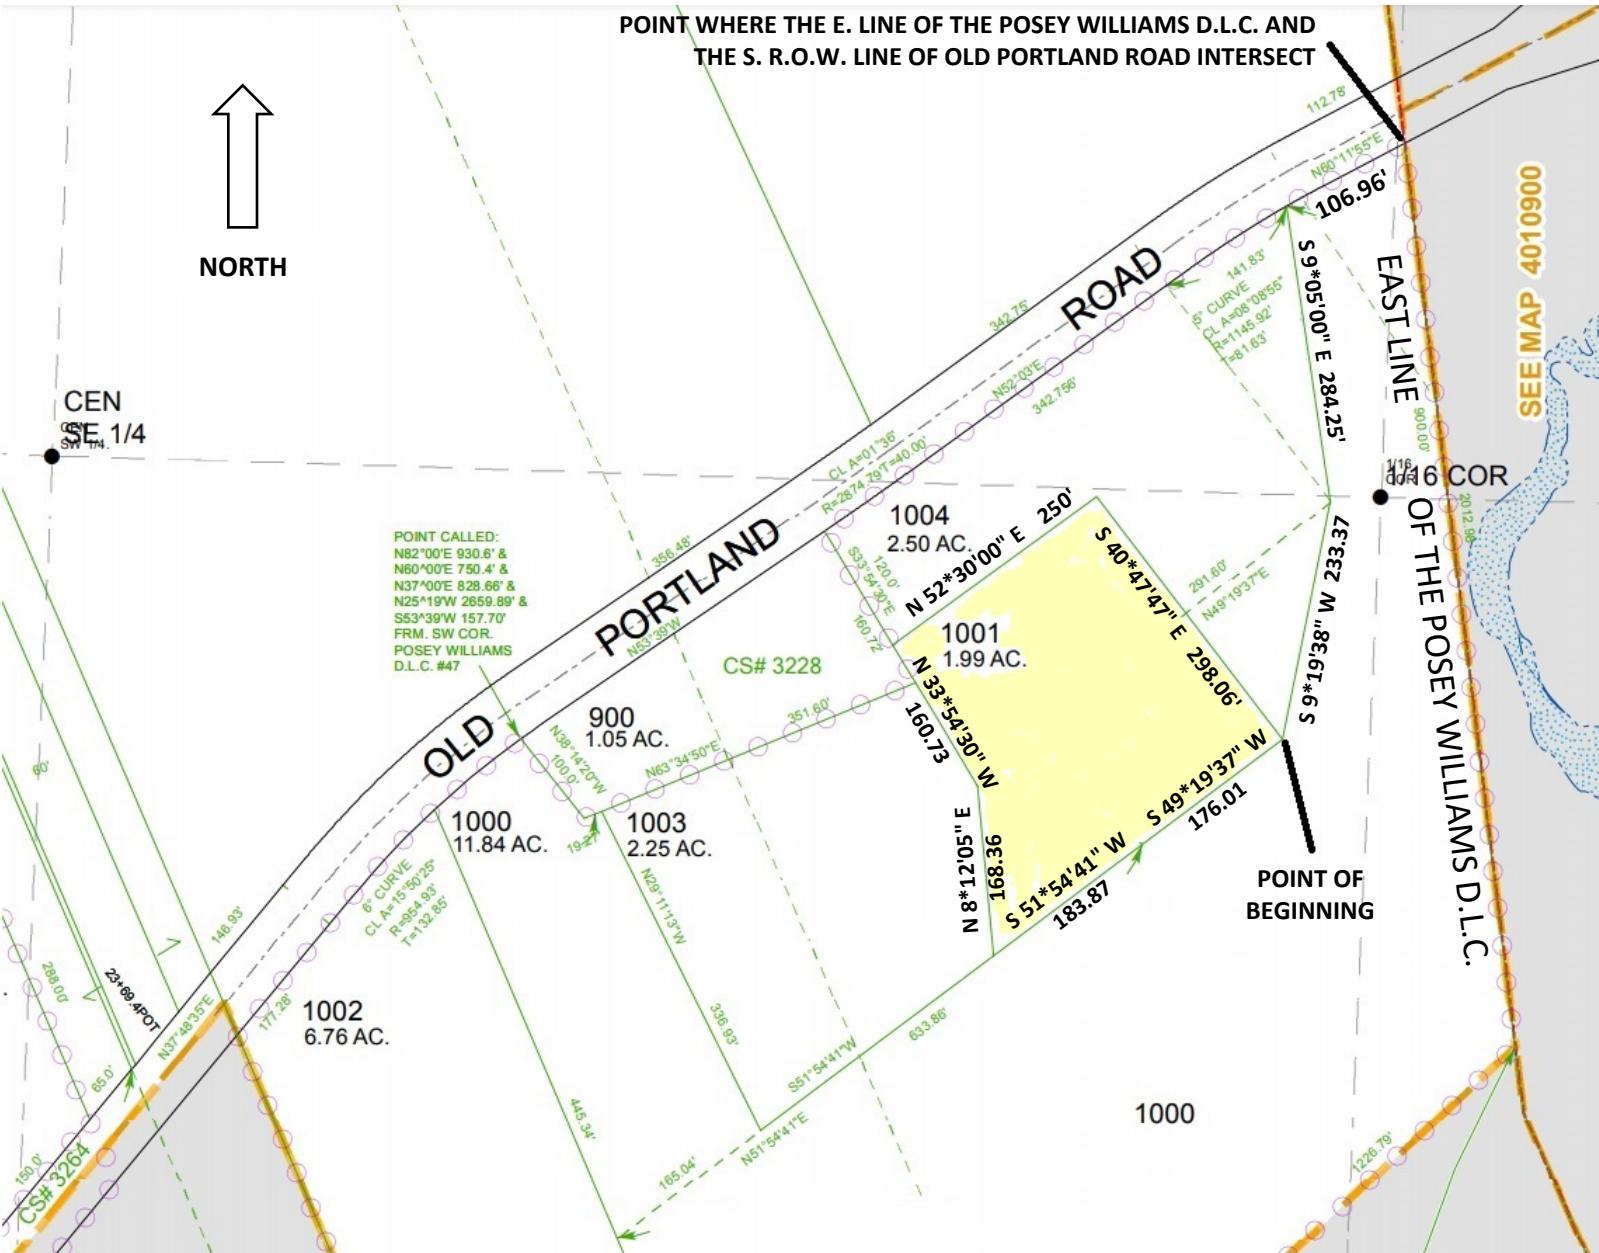 POINT WHERE THE E. LINE OF THE POSEY WILLIAMS D.L.C. AND
THE S. R.O.W. LINE OF OLD PORTLAND ROAD INTERSECT
NORTH
112.78'
N60°11'55"E
106.96'
SEE MAP 4010900
ROAD
141.83'
5° CURVE
CL A=08°08'55"
R=1145.92'
T=81.63'
S 9*05'00" E 284.25'
EAST LINE
342.75'
N52°03'E
342.756'
900.00'
CEN
SE 1/4
SW 1/4.
CL A=01°36'
R=2874.79'T=40.00'
1/16
COR
1/16 COR
2012.98'
OF THE POSEY WILLIAMS D.L.C.
POINT CALLED:
N82°00'E 930.6' &
N60°00'E 750.4' &
N37^00'E 828.66' &
N25^19'W 2659.89' &
S53^39'W 157.70'
FRM. SW COR.
POSEY WILLIAMS
D.L.C. #47
356.48'
PORTLAND
N53°39'W
1004
2.50 AC.
S33°54'30"E
120.0'
160.72'
N 52*30'00" E 250'
S 40*47'47" E 298.06'
291.60'
N49°19'37"E
S 9*19'38" W 233.37
1001
1.99 AC.
CS# 3228
N 33*54'30" W
160.73
OLD
900
1.05 AC.
351.60'
N63°34'50"E
N38°14'20"W
100.0'
60'
S 49*19'37" W
176.01
1000
11.84 AC.
19.27'
1003
2.25 AC.
N 8*12'05" E
168.36
S 51*54'41" W
183.87
POINT OF
BEGINNING
6° CURVE
CL A=15°50'25"
R=954.93'
T=132.85'
N29°11'13"W
336.93'
146.93'
288.00'
23+69.4POT
N37°48'35"E
177.28'
1002
6.76 AC.
633.86'
S51°54'41"W
65.0'
445.34'
N51°54'41"E
165.04'
1000
1226.79'
150.0'
CS# 3264